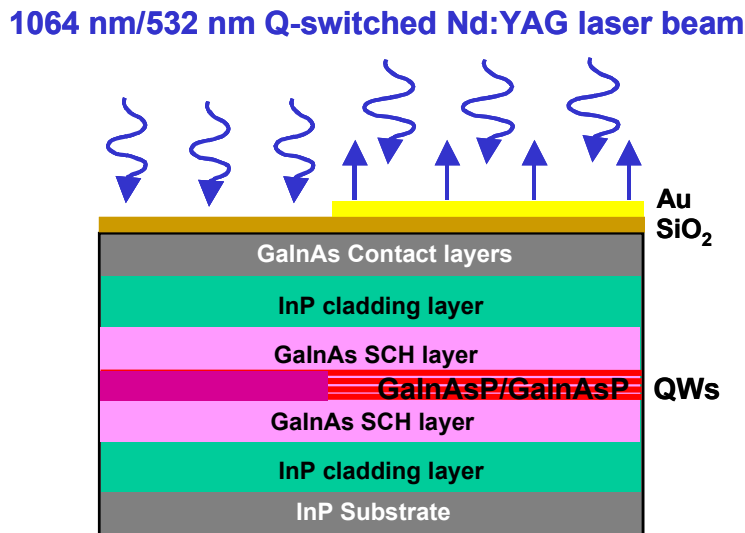 1064 nm/532 nm Q-switched Nd:YAG laser beam
Au
SiO₂
GaInAs Contact layers
InP cladding layer
GaInAs SCH layer
GaInAsP/GaInAsP QWs
GaInAs SCH layer
InP cladding layer
InP Substrate